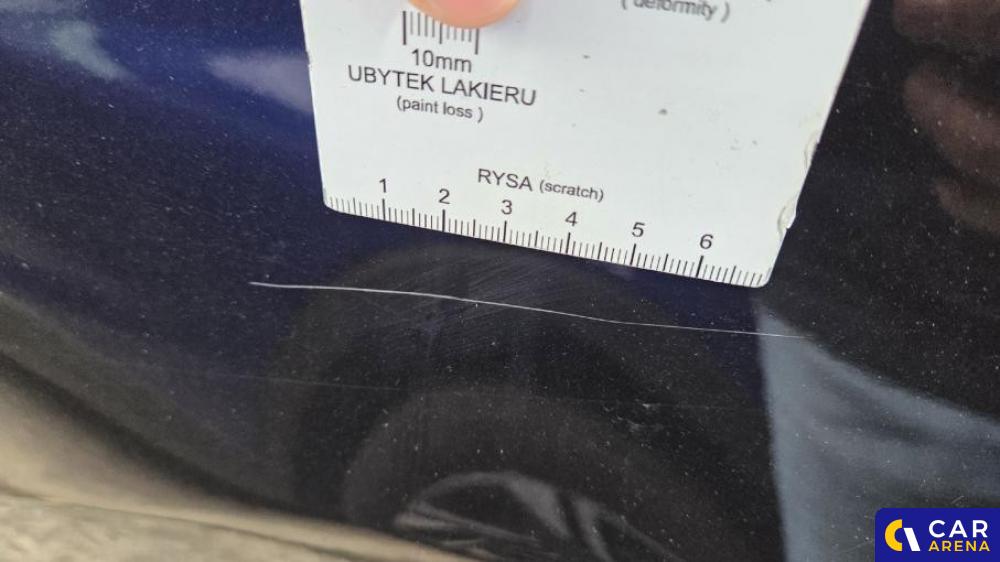 ( deformity )
10mm
UBYTEK LAKIERU
(paint loss )
RYSA (scratch)
1 2 3 4 5 6
CAR
ARENA